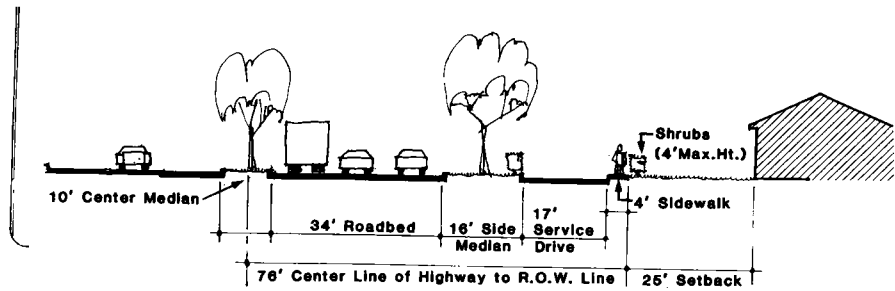 Shrubs
(4'Max.Ht.)
10' Center Median
4' Sidewalk
34' Roadbed
16' Side
Median
17'
Service
Drive
76' Center Line of Highway to R.O.W. Line
25' Setback